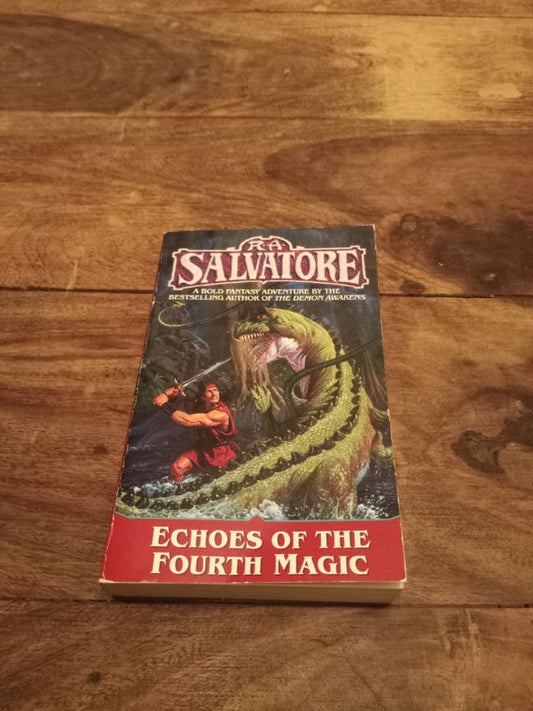 R.A.
SALVATORE
A BOLD FANTASY ADVENTURE BY THE
BESTSELLING AUTHOR OF THE DEMON AWAKENS
ECHOES OF THE
FOURTH MAGIC